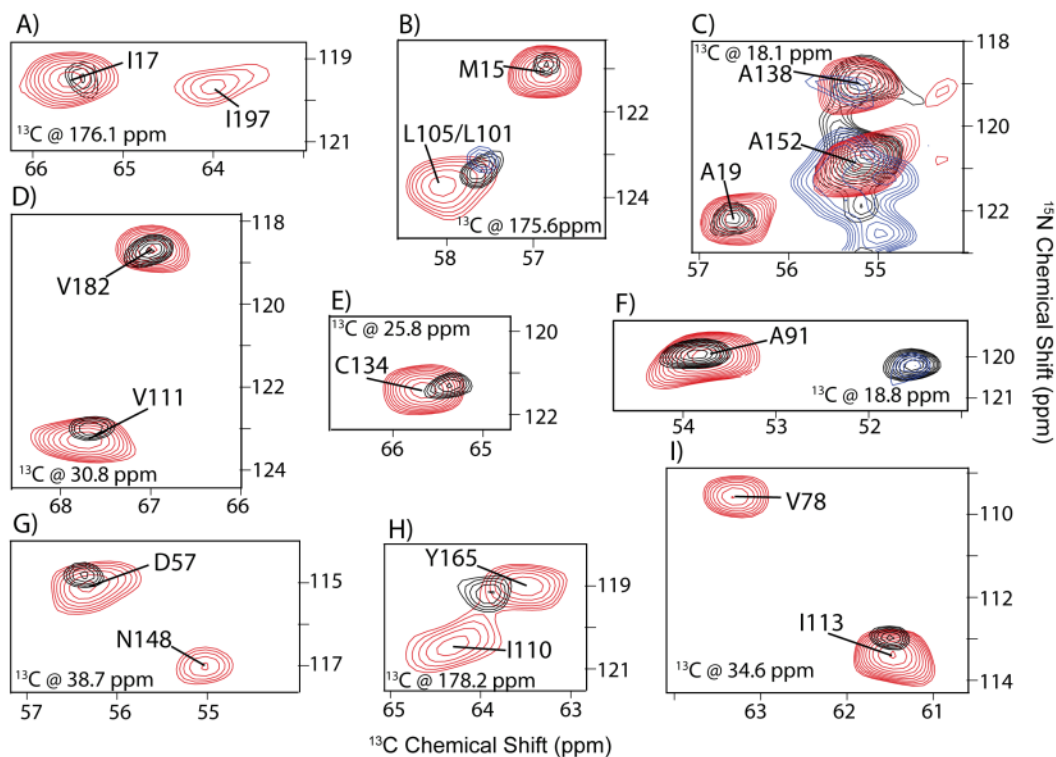 A)
I17
I197
¹³C @ 176.1 ppm
119
121
66
65
64
B)
M15
L105/L101
¹³C @ 175.6ppm
122
124
58
57
C)
¹³C @ 18.1 ppm
A138
A152
A19
118
120
122
57
56
55
D)
V182
V111
¹³C @ 30.8 ppm
118
120
122
124
68
67
66
E)
¹³C @ 25.8 ppm
C134
120
122
66
65
F)
A91
¹³C @ 18.8 ppm
120
121
54
53
52
G)
D57
N148
¹³C @ 38.7 ppm
115
117
57
56
55
H)
Y165
I110
¹³C @ 178.2 ppm
119
121
65
64
63
I)
V78
I113
¹³C @ 34.6 ppm
110
112
114
63
62
61
¹³C Chemical Shift (ppm)
¹⁵N Chemical Shift (ppm)